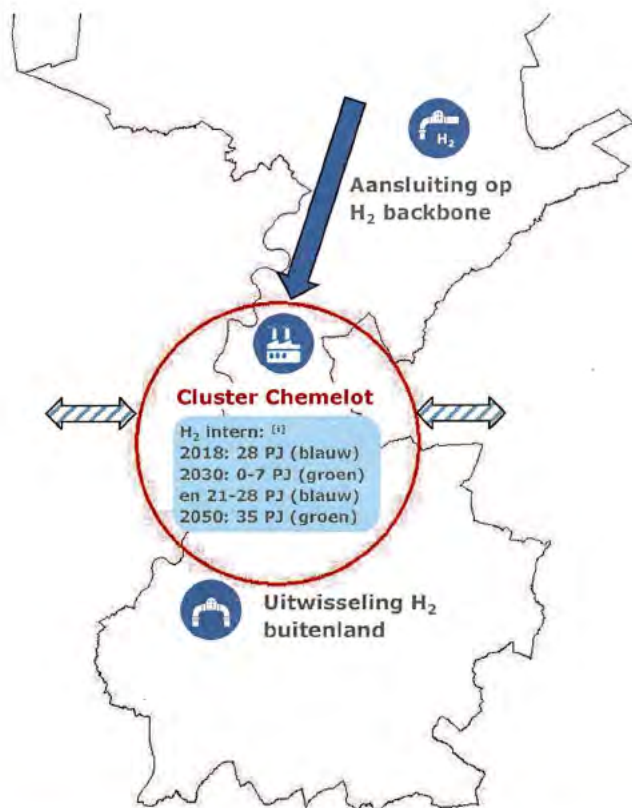 H₂
Aansluiting op
H₂ backbone
Cluster Chemelot
H₂ intern: [i]
2018: 28 PJ (blauw)
2030: 0-7 PJ (groen)
en 21-28 PJ (blauw)
2050: 35 PJ (groen)
Uitwisseling H₂
buitenland